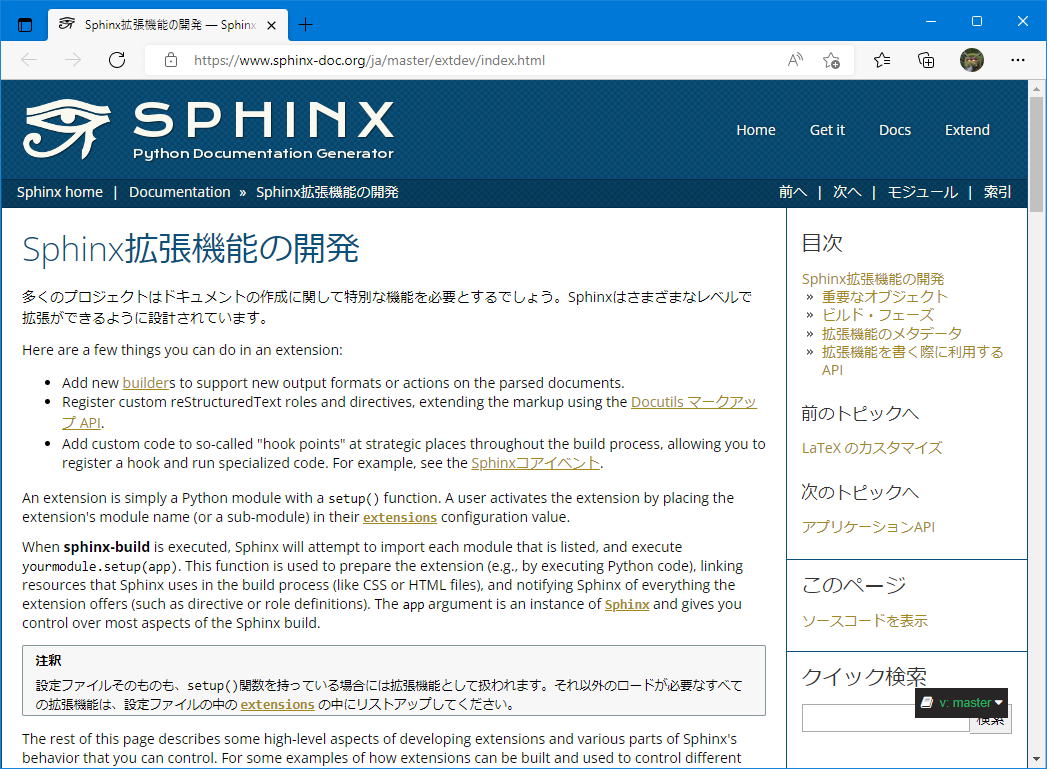 Sphinx拡張機能の開発 — Sphinx
https://www.sphinx-doc.org/ja/master/extdev/index.html
SPHINX
Python Documentation Generator
Home Get it Docs Extend
Sphinx home | Documentation » Sphinx拡張機能の開発
前へ | 次へ | モジュール | 索引
Sphinx拡張機能の開発
多くのプロジェクトはドキュメントの作成に関して特別な機能を必要とするでしょう。Sphinxはさまざまなレベルで
拡張ができるように設計されています。
Here are a few things you can do in an extension:
• Add new builders to support new output formats or actions on the parsed documents.
• Register custom reStructuredText roles and directives, extending the markup using the Docutils マークアッ
プ API.
• Add custom code to so-called "hook points" at strategic places throughout the build process, allowing you to
register a hook and run specialized code. For example, see the Sphinxコアイベント.
An extension is simply a Python module with a setup() function. A user activates the extension by placing the
extension's module name (or a sub-module) in their extensions configuration value.
When sphinx-build is executed, Sphinx will attempt to import each module that is listed, and execute
yourmodule.setup(app). This function is used to prepare the extension (e.g., by executing Python code), linking
resources that Sphinx uses in the build process (like CSS or HTML files), and notifying Sphinx of everything the
extension offers (such as directive or role definitions). The app argument is an instance of Sphinx and gives you
control over most aspects of the Sphinx build.
注釈
設定ファイルそのものも、setup()関数を持っている場合には拡張機能として扱われます。それ以外のロードが必要なすべて
の拡張機能は、設定ファイルの中の extensions の中にリストアップしてください。
The rest of this page describes some high-level aspects of developing extensions and various parts of Sphinx's
behavior that you can control. For some examples of how extensions can be built and used to control different
目次
Sphinx拡張機能の開発
» 重要なオブジェクト
» ビルド・フェーズ
» 拡張機能のメタデータ
» 拡張機能を書く際に利用する
API
前のトピックへ
LaTeX のカスタマイズ
次のトピックへ
アプリケーションAPI
このページ
ソースコードを表示
クイック検索
v: master
検索